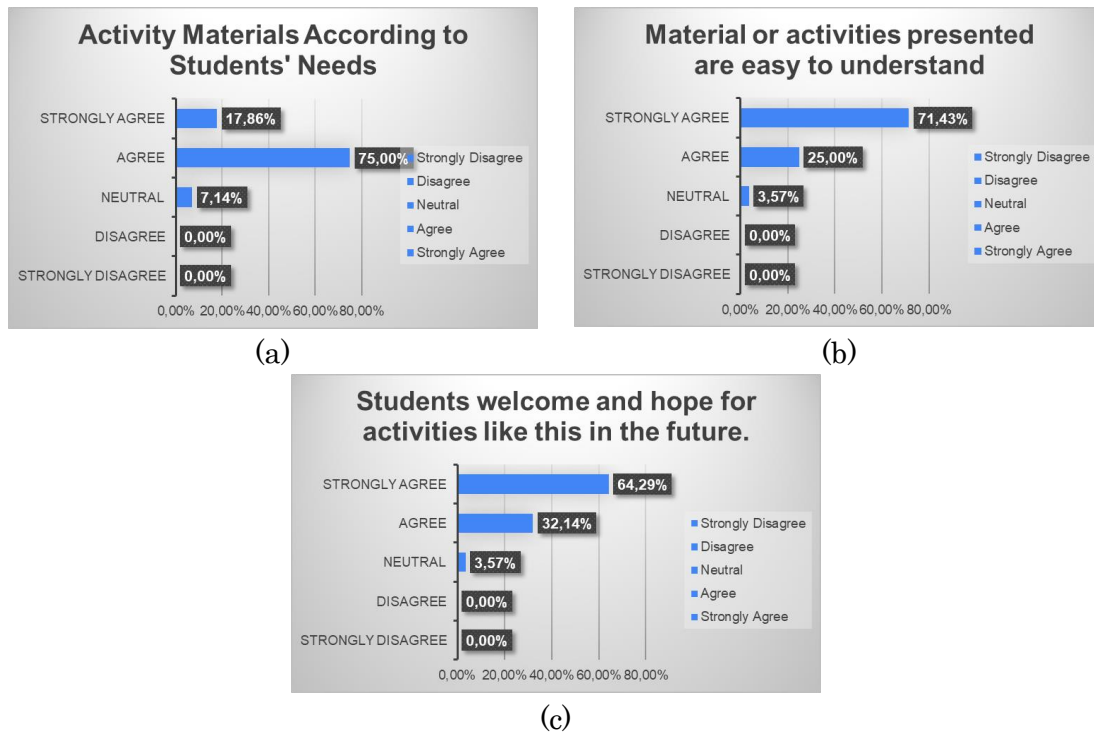 Activity Materials According to
Students' Needs
STRONGLY AGREE
17,86%
AGREE
75,00%
NEUTRAL
7,14%
DISAGREE
0,00%
STRONGLY DISAGREE
0,00%
0,00% 20,00% 40,00% 60,00% 80,00%
Strongly Disagree
Disagree
Neutral
Agree
Strongly Agree
(a)
Material or activities presented
are easy to understand
STRONGLY AGREE
71,43%
AGREE
25,00%
NEUTRAL
3,57%
DISAGREE
0,00%
STRONGLY DISAGREE
0,00%
0,00% 20,00% 40,00% 60,00% 80,00%
Strongly Disagree
Disagree
Neutral
Agree
Strongly Agree
(b)
Students welcome and hope for
activities like this in the future.
STRONGLY AGREE
64,29%
AGREE
32,14%
NEUTRAL
3,57%
DISAGREE
0,00%
STRONGLY DISAGREE
0,00%
0,00% 20,00% 40,00% 60,00% 80,00%
Strongly Disagree
Disagree
Neutral
Agree
Strongly Agree
(c)